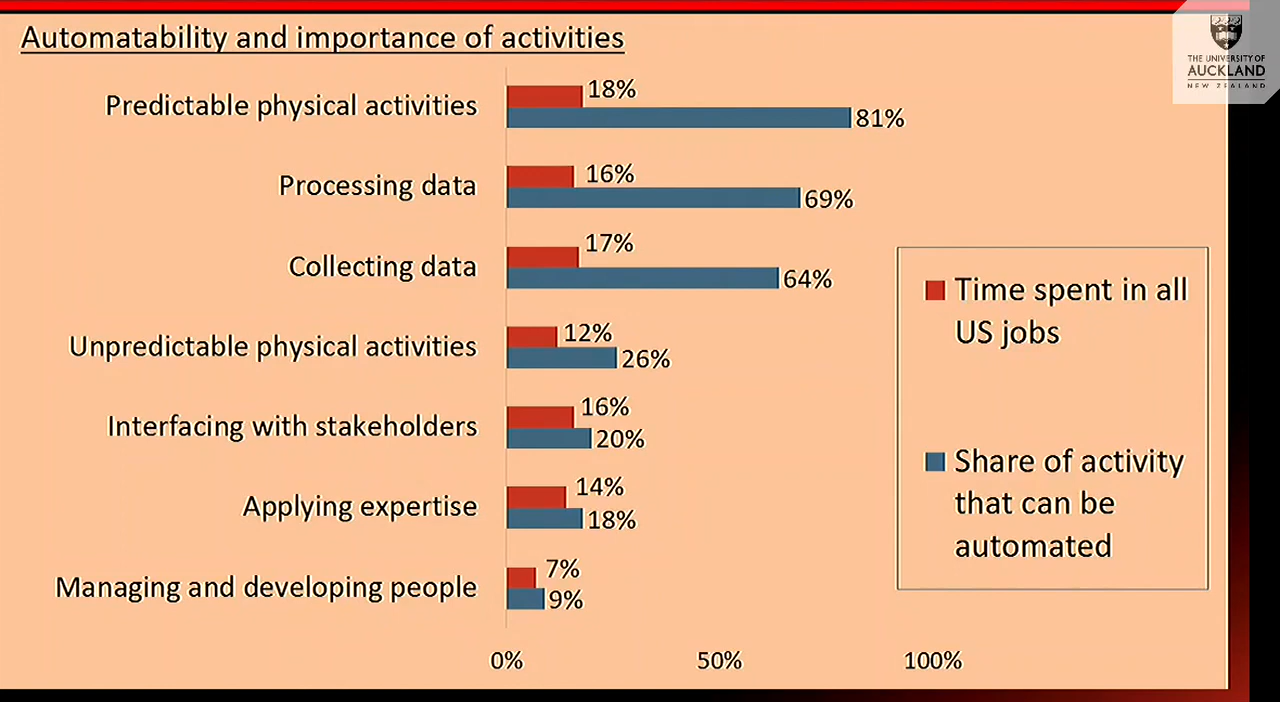 Automatability and importance of activities
THE UNIVERSITY OF
AUCKLAND
NEW ZEALAND
Predictable physical activities
18%
81%
Processing data
16%
69%
Collecting data
17%
64%
Unpredictable physical activities
12%
26%
Interfacing with stakeholders
16%
20%
Applying expertise
14%
18%
Managing and developing people
7%
9%
Time spent in all
US jobs
Share of activity
that can be
automated
0%
50%
100%